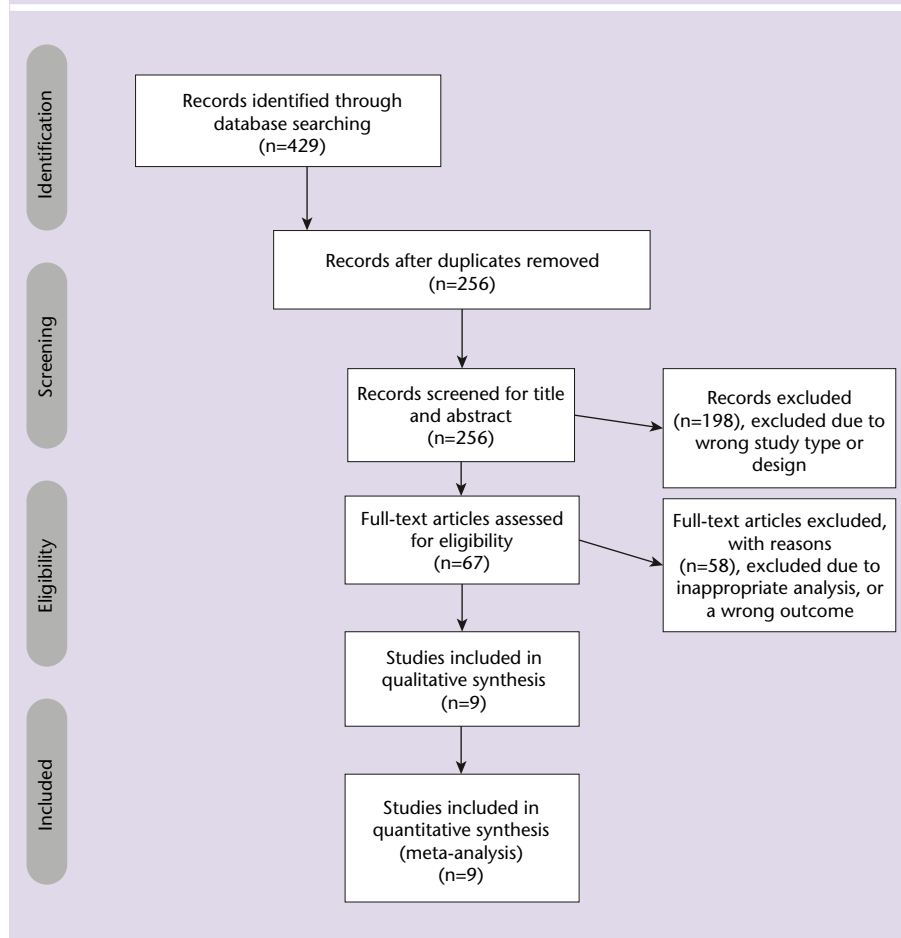 Identification
Records identified through
database searching
(n=429)
Records after duplicates removed
(n=256)
Screening
Records screened for title
and abstract
(n=256)
Records excluded
(n=198), excluded due to
wrong study type or
design
Eligibility
Full-text articles assessed
for eligibility
(n=67)
Full-text articles excluded,
with reasons
(n=58), excluded due to
inappropriate analysis, or
a wrong outcome
Studies included in
qualitative synthesis
(n=9)
Included
Studies included in
quantitative synthesis
(meta-analysis)
(n=9)